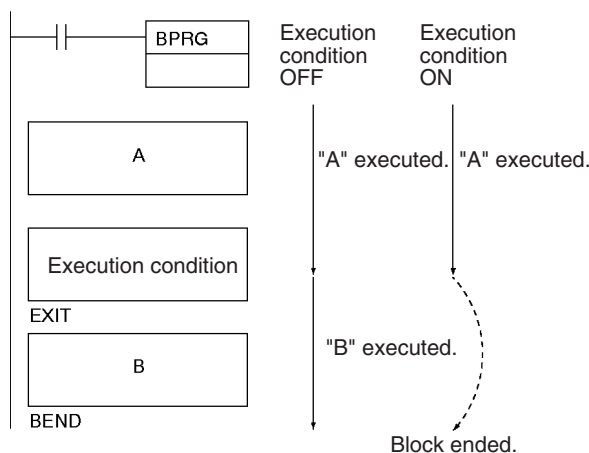 BPRG
Execution
condition
OFF
Execution
condition
ON
A
"A" executed.
"A" executed.
Execution condition
EXIT
B
"B" executed.
BEND
Block ended.